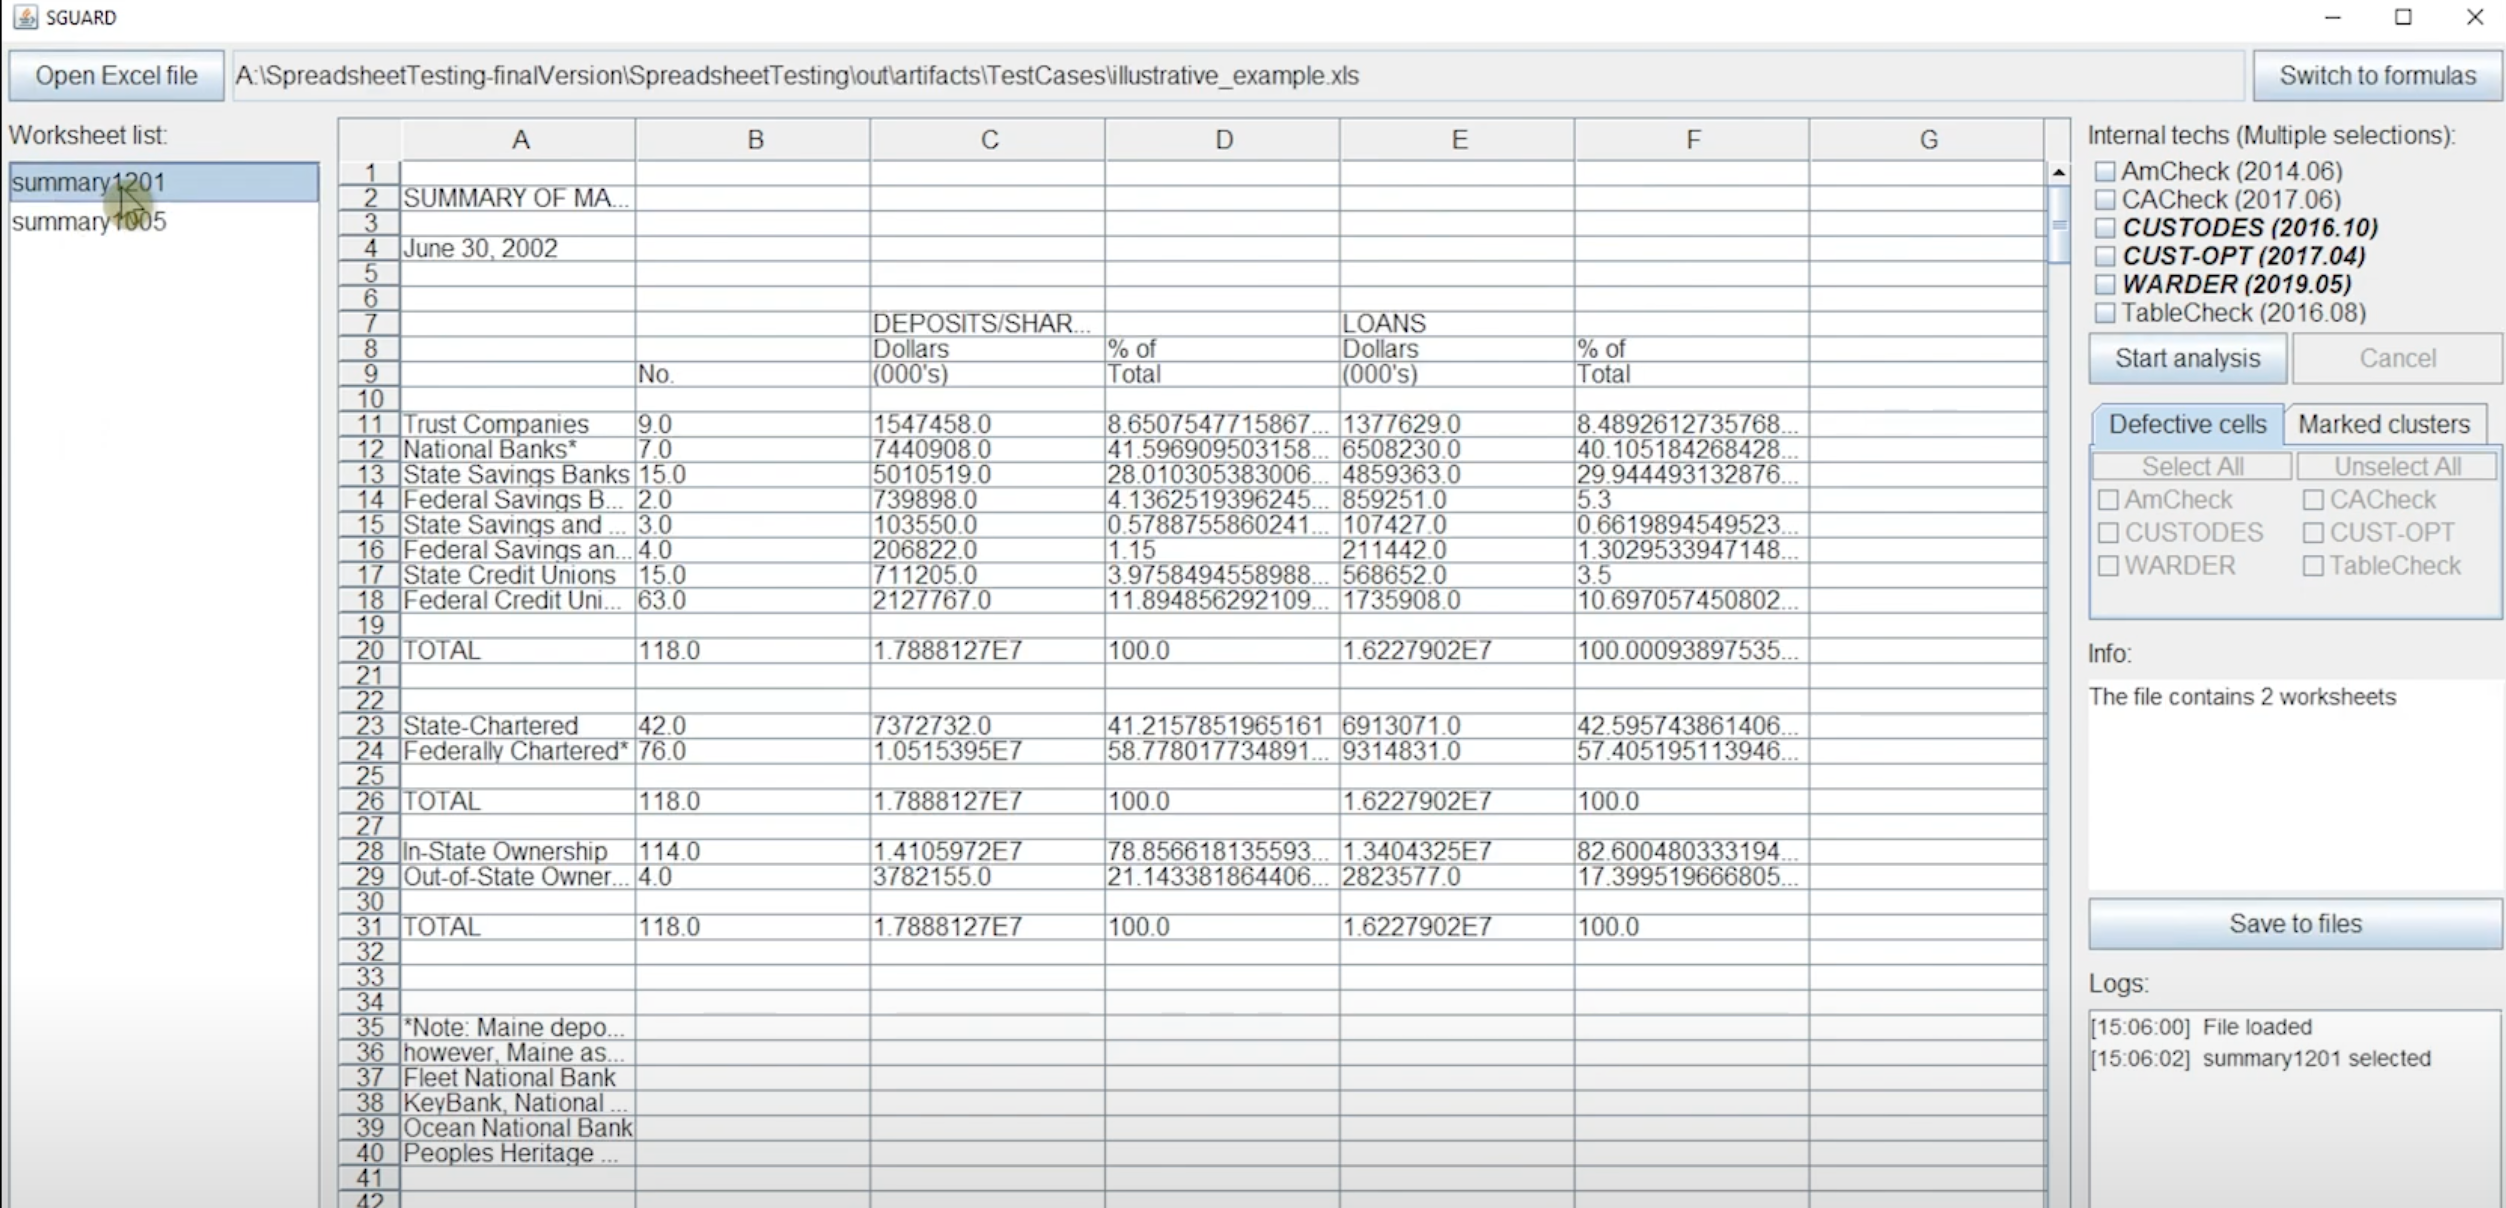 SGUARD
Open Excel file A:\SpreadsheetTesting-finalVersion\SpreadsheetTesting\out\artifacts\TestCases\illustrative_example.xls Switch to formulas
Worksheet list:
summary1201
summary1005
A B C D E F G
1
2 SUMMARY OF MA...
3
4 June 30, 2002
5
6
7 DEPOSITS/SHAR... LOANS
8 Dollars % of Dollars % of
9 No. (000's) Total (000's) Total
10
11 Trust Companies 9.0 1547458.0 8.6507547715867... 1377629.0 8.4892612735768...
12 National Banks* 7.0 7440908.0 41.596909503158... 6508230.0 40.105184268428...
13 State Savings Banks 15.0 5010519.0 28.010305383006... 4859363.0 29.944493132876...
14 Federal Savings B... 2.0 739898.0 4.1362519396245... 859251.0 5.3
15 State Savings and ... 3.0 103550.0 0.5788755860241... 107427.0 0.6619894549523...
16 Federal Savings an... 4.0 206822.0 1.15 211442.0 1.3029533947148...
17 State Credit Unions 15.0 711205.0 3.9758494558988... 568652.0 3.5
18 Federal Credit Uni... 63.0 2127767.0 11.894856292109... 1735908.0 10.697057450802...
19
20 TOTAL 118.0 1.7888127E7 100.0 1.6227902E7 100.00093897535...
21
22
23 State-Chartered 42.0 7372732.0 41.2157851965161 6913071.0 42.595743861406...
24 Federally Chartered* 76.0 1.0515395E7 58.778017734891... 9314831.0 57.405195113946...
25
26 TOTAL 118.0 1.7888127E7 100.0 1.6227902E7 100.0
27
28 In-State Ownership 114.0 1.4105972E7 78.856618135593... 1.3404325E7 82.600480333194...
29 Out-of-State Owner... 4.0 3782155.0 21.143381864406... 2823577.0 17.399519666805...
30
31 TOTAL 118.0 1.7888127E7 100.0 1.6227902E7 100.0
32
33
34
35 *Note: Maine depo...
36 however, Maine as...
37 Fleet National Bank
38 KeyBank, National ...
39 Ocean National Bank
40 Peoples Heritage ...
41
42
Internal techs (Multiple selections):
AmCheck (2014.06)
CACheck (2017.06)
CUSTODES (2016.10)
CUST-OPT (2017.04)
WARDER (2019.05)
TableCheck (2016.08)
Start analysis Cancel
Defective cells Marked clusters
Select All Unselect All
AmCheck CACheck
CUSTODES CUST-OPT
WARDER TableCheck
Info:
The file contains 2 worksheets
Save to files
Logs:
[15:06:00] File loaded
[15:06:02] summary1201 selected